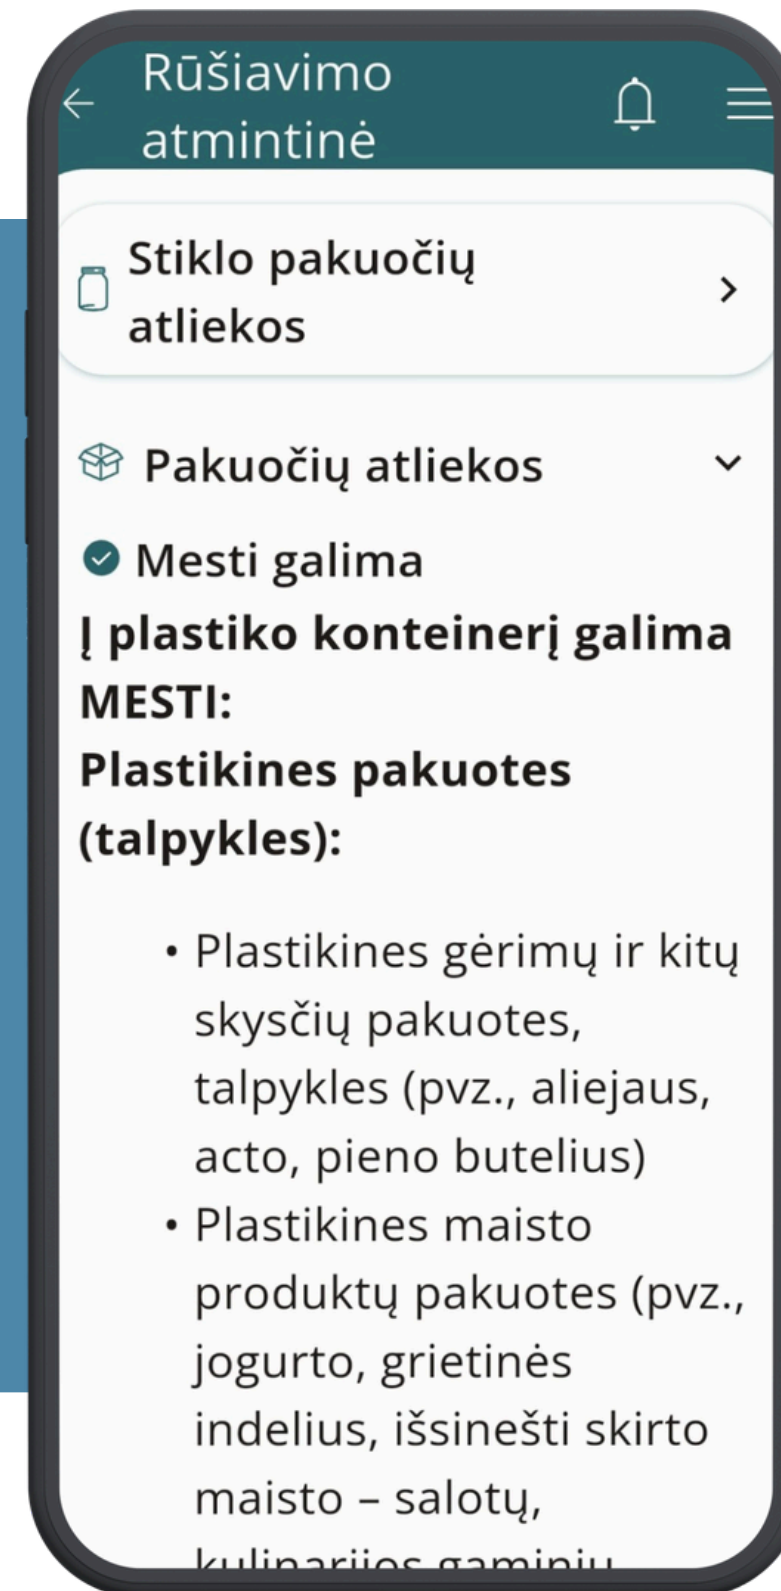 Rūšiavimo
atmintinė
Stiklo pakuočių
atliekos
Pakuočių atliekos
Mesti galima
Į plastiko konteinerį galima
MESTI:
Plastikines pakuotes
(talpykles):
• Plastikines gėrimų ir kitų
skysčių pakuotes,
talpykles (pvz., aliejaus,
acto, pieno butelius)
• Plastikines maisto
produktų pakuotes (pvz.,
jogurto, grietinės
indelius, išsinešti skirto
maisto – salotų,
kulinarijos gaminių